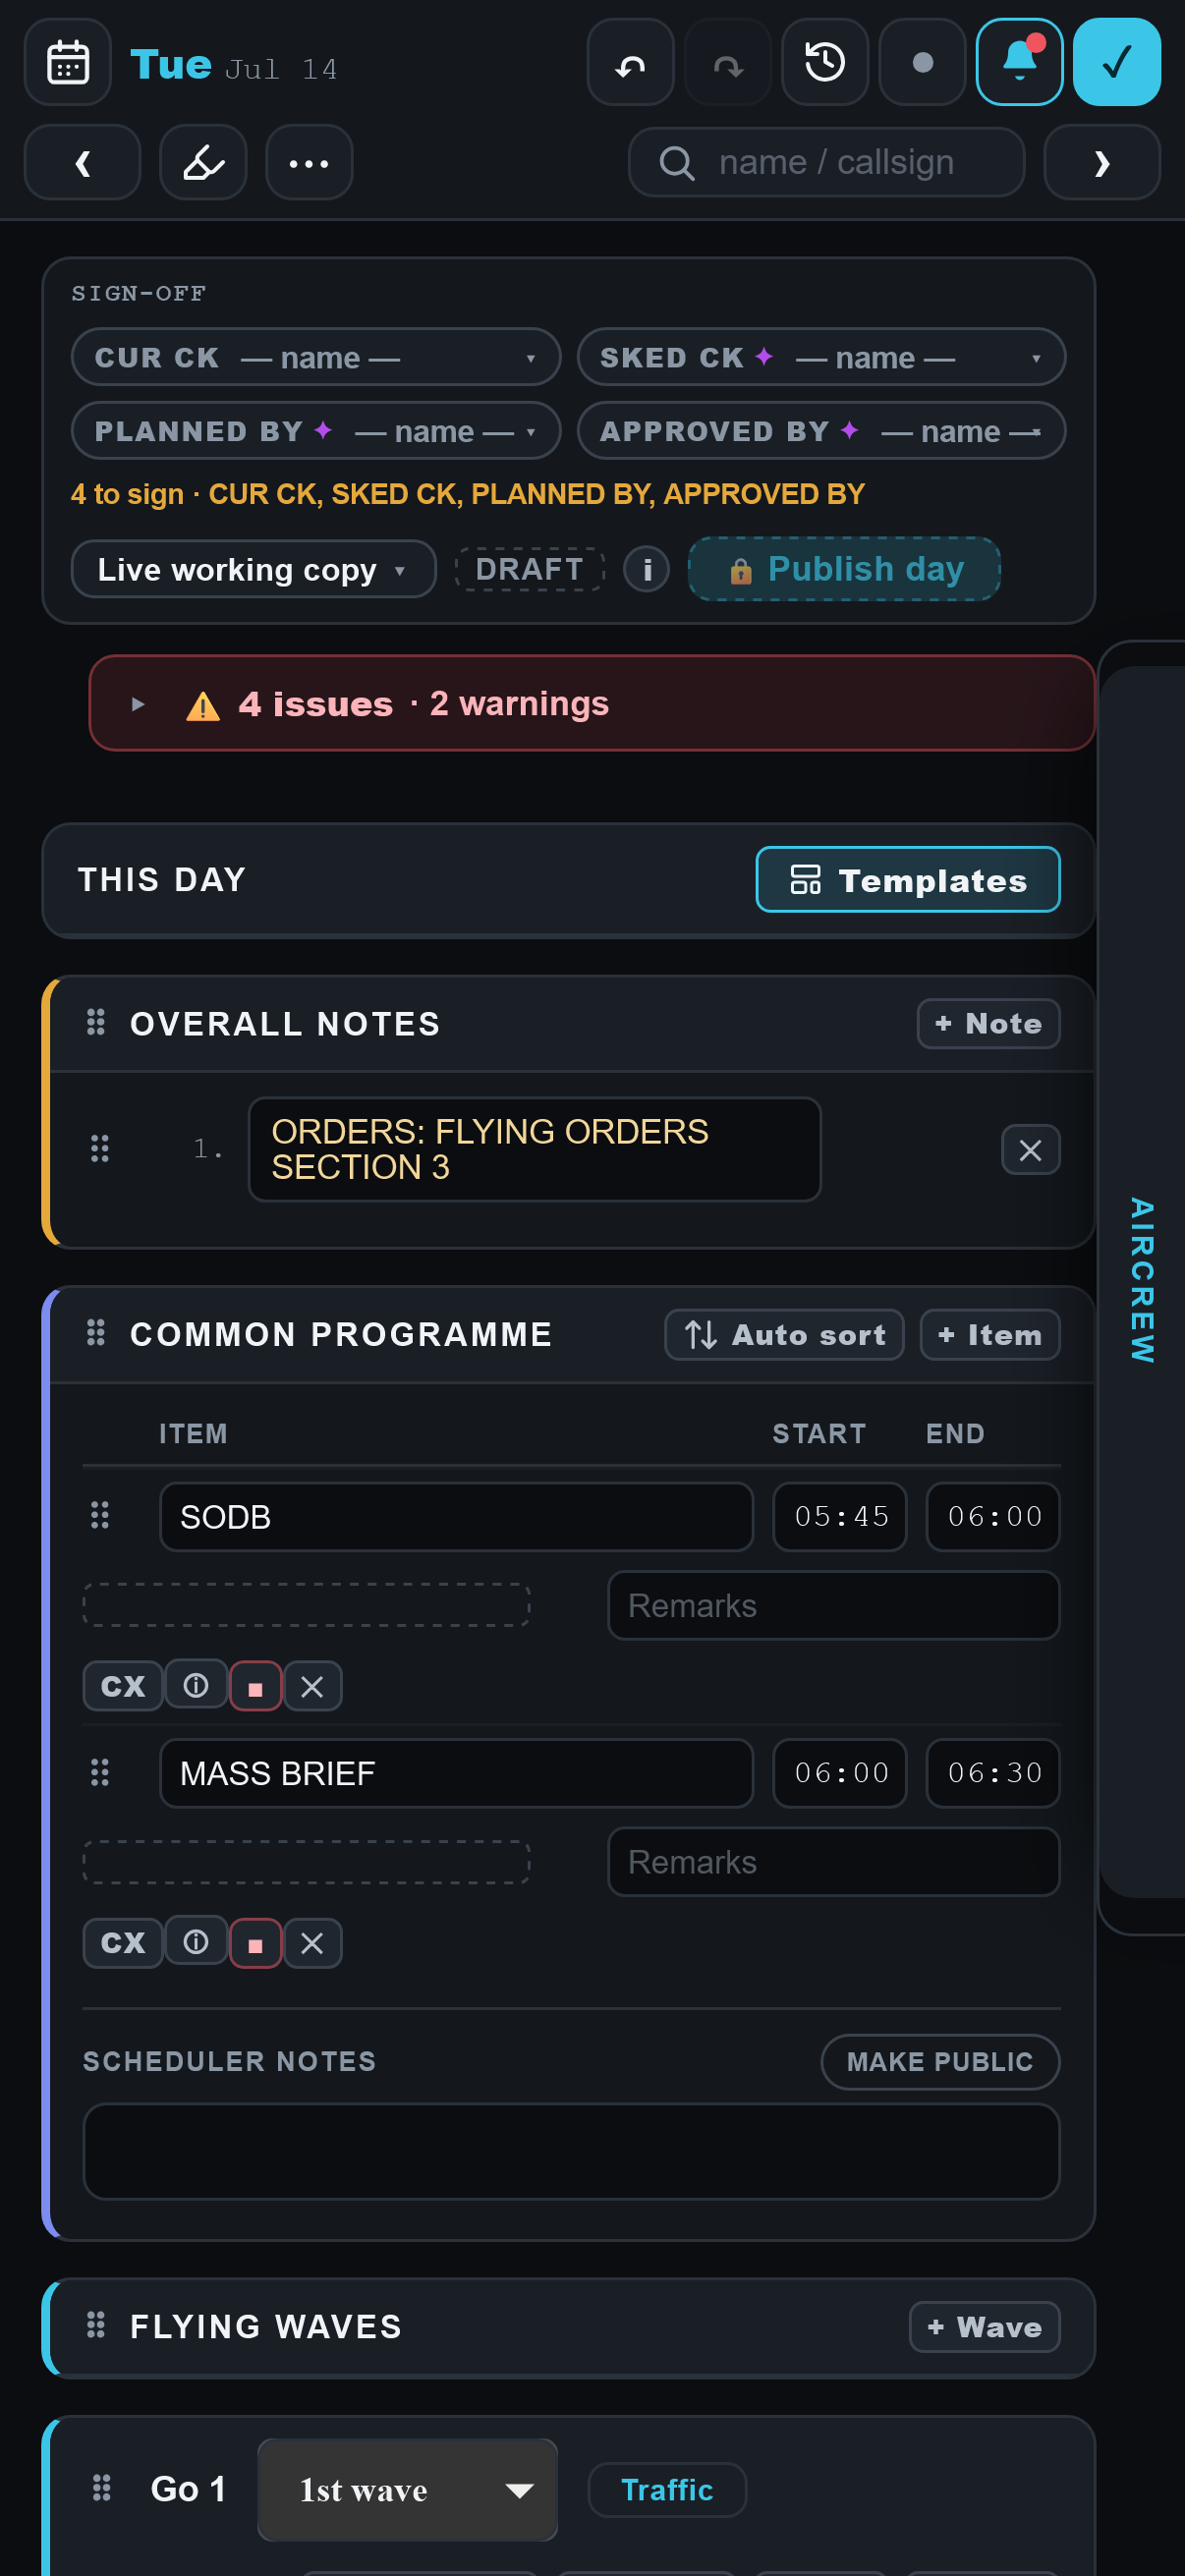 Tue Jul 14
name / callsign
SIGN-OFF
CUR CK — name —
SKED CK — name —
PLANNED BY — name —
APPROVED BY — name —
4 to sign · CUR CK, SKED CK, PLANNED BY, APPROVED BY
Live working copy DRAFT i Publish day
4 issues · 2 warnings
THIS DAY Templates
OVERALL NOTES + Note
1. ORDERS: FLYING ORDERS
SECTION 3
AIRCREW
COMMON PROGRAMME Auto sort + Item
ITEM START END
SODB 05:45 06:00
Remarks
CX
MASS BRIEF 06:00 06:30
Remarks
CX
SCHEDULER NOTES MAKE PUBLIC
FLYING WAVES + Wave
Go 1 1st wave Traffic